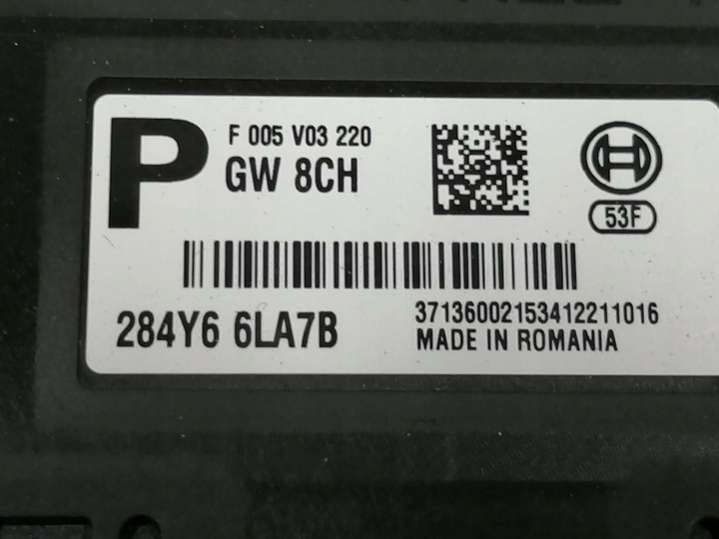 P
F 005 V03 220
GW 8CH
53F
284Y6 6LA7B
37136002153412211016
MADE IN ROMANIA